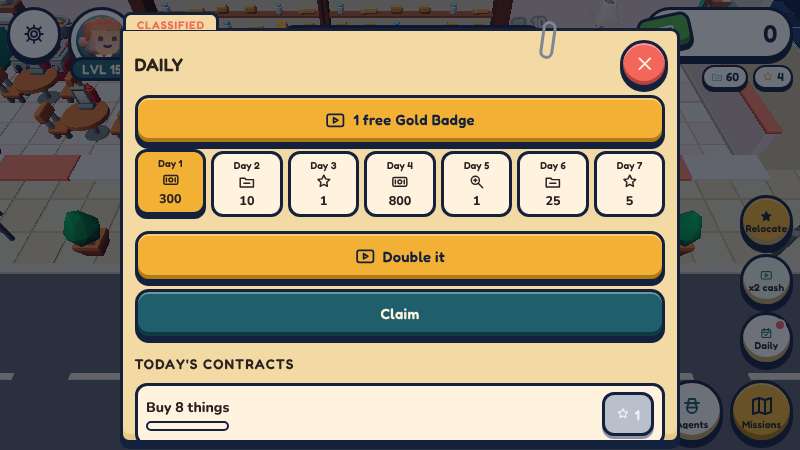 CLASSIFIED
DAILY
1 free Gold Badge
Day 1
300
Day 2
10
Day 3
1
Day 4
800
Day 5
1
Day 6
25
Day 7
5
Double it
Claim
TODAY'S CONTRACTS
Buy 8 things
1
LVL 15
0
60
4
Relocate
x2 cash
Daily
Agents
Missions